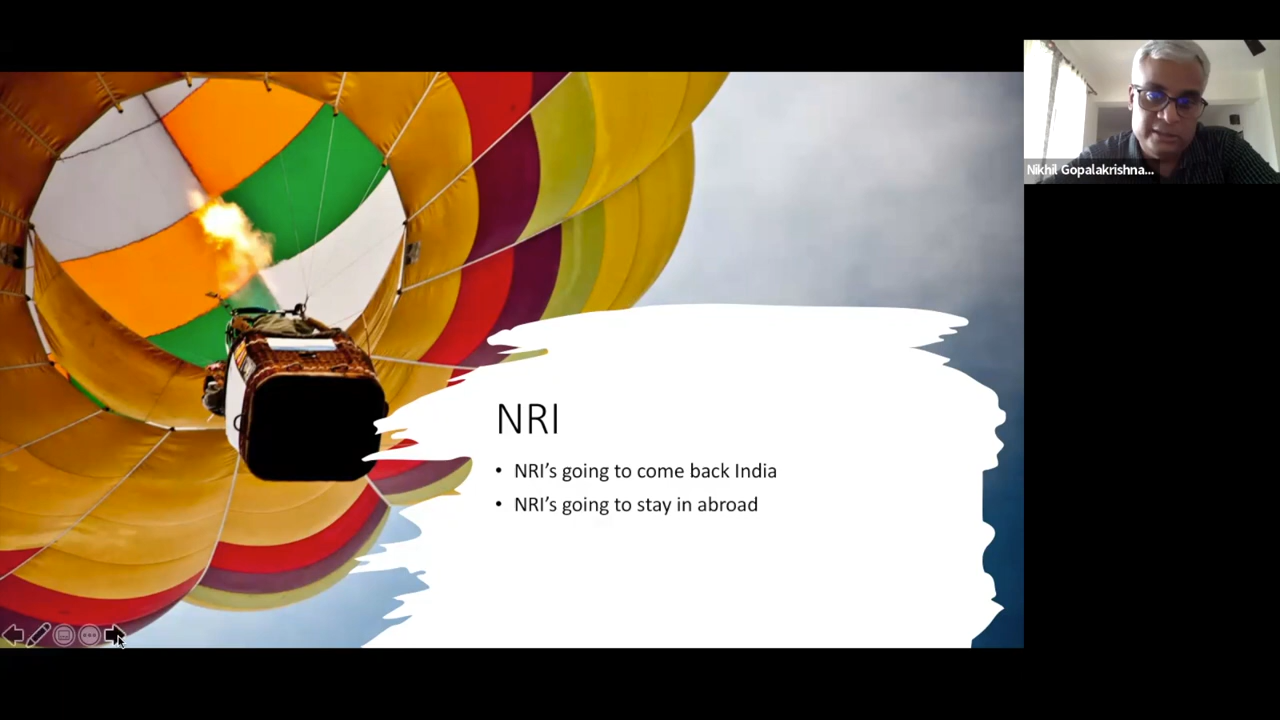 Nikhil Gopalakrishna...
NRI
• NRI’s going to come back India
• NRI’s going to stay in abroad